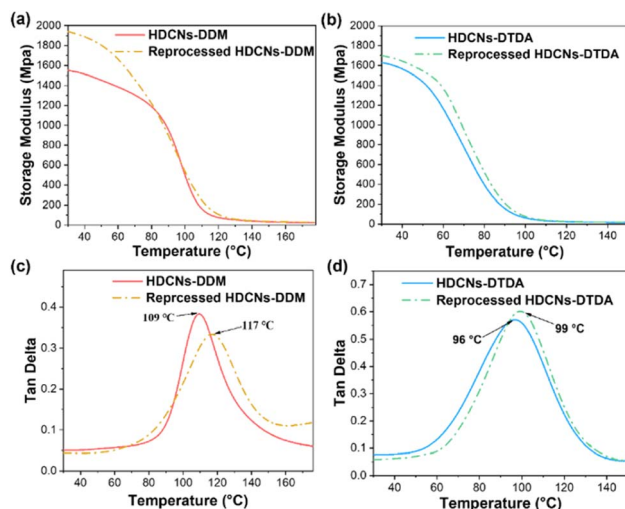 (a)
HDCNs-DDM
Reprocessed HDCNs-DDM
2000
1800
1600
1400
1200
1000
800
600
400
200
0
Storage Modulus (Mpa)
40 60 80 100 120 140 160
Temperature (°C)
(b)
HDCNs-DTDA
Reprocessed HDCNs-DTDA
2000
1800
1600
1400
1200
1000
800
600
400
200
0
Storage Modulus (Mpa)
40 60 80 100 120 140
Temperature (°C)
(c)
HDCNs-DDM
Reprcessed HDCNs-DDM
109 °C
117 °C
0.4
0.3
0.2
0.1
0.0
Tan Delta
40 60 80 100 120 140 160
Temperature (°C)
(d)
HDCNs-DTDA
Reprocessed HDCNs-DTDA
96 °C
99 °C
0.7
0.6
0.5
0.4
0.3
0.2
0.1
0.0
Tan Delta
40 60 80 100 120 140
Temperature (°C)